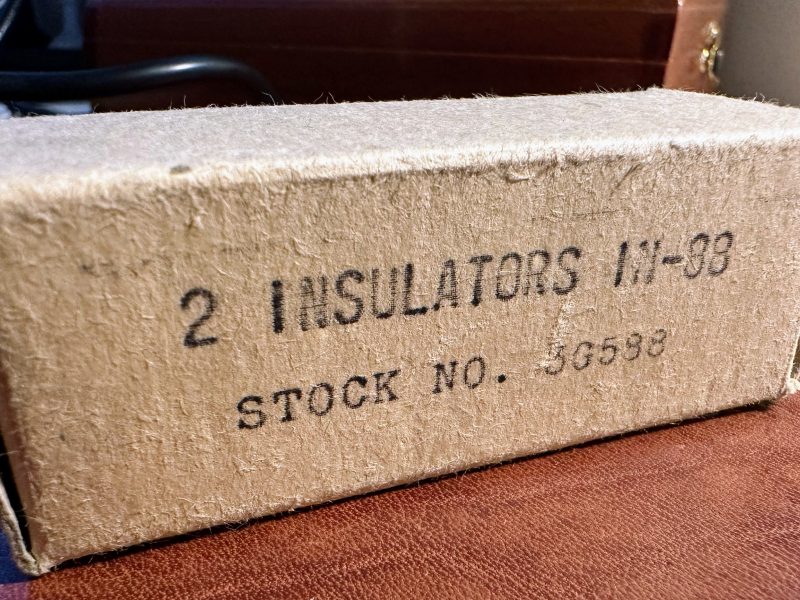 2 INSULATORS IN-88
STOCK NO. 3G588